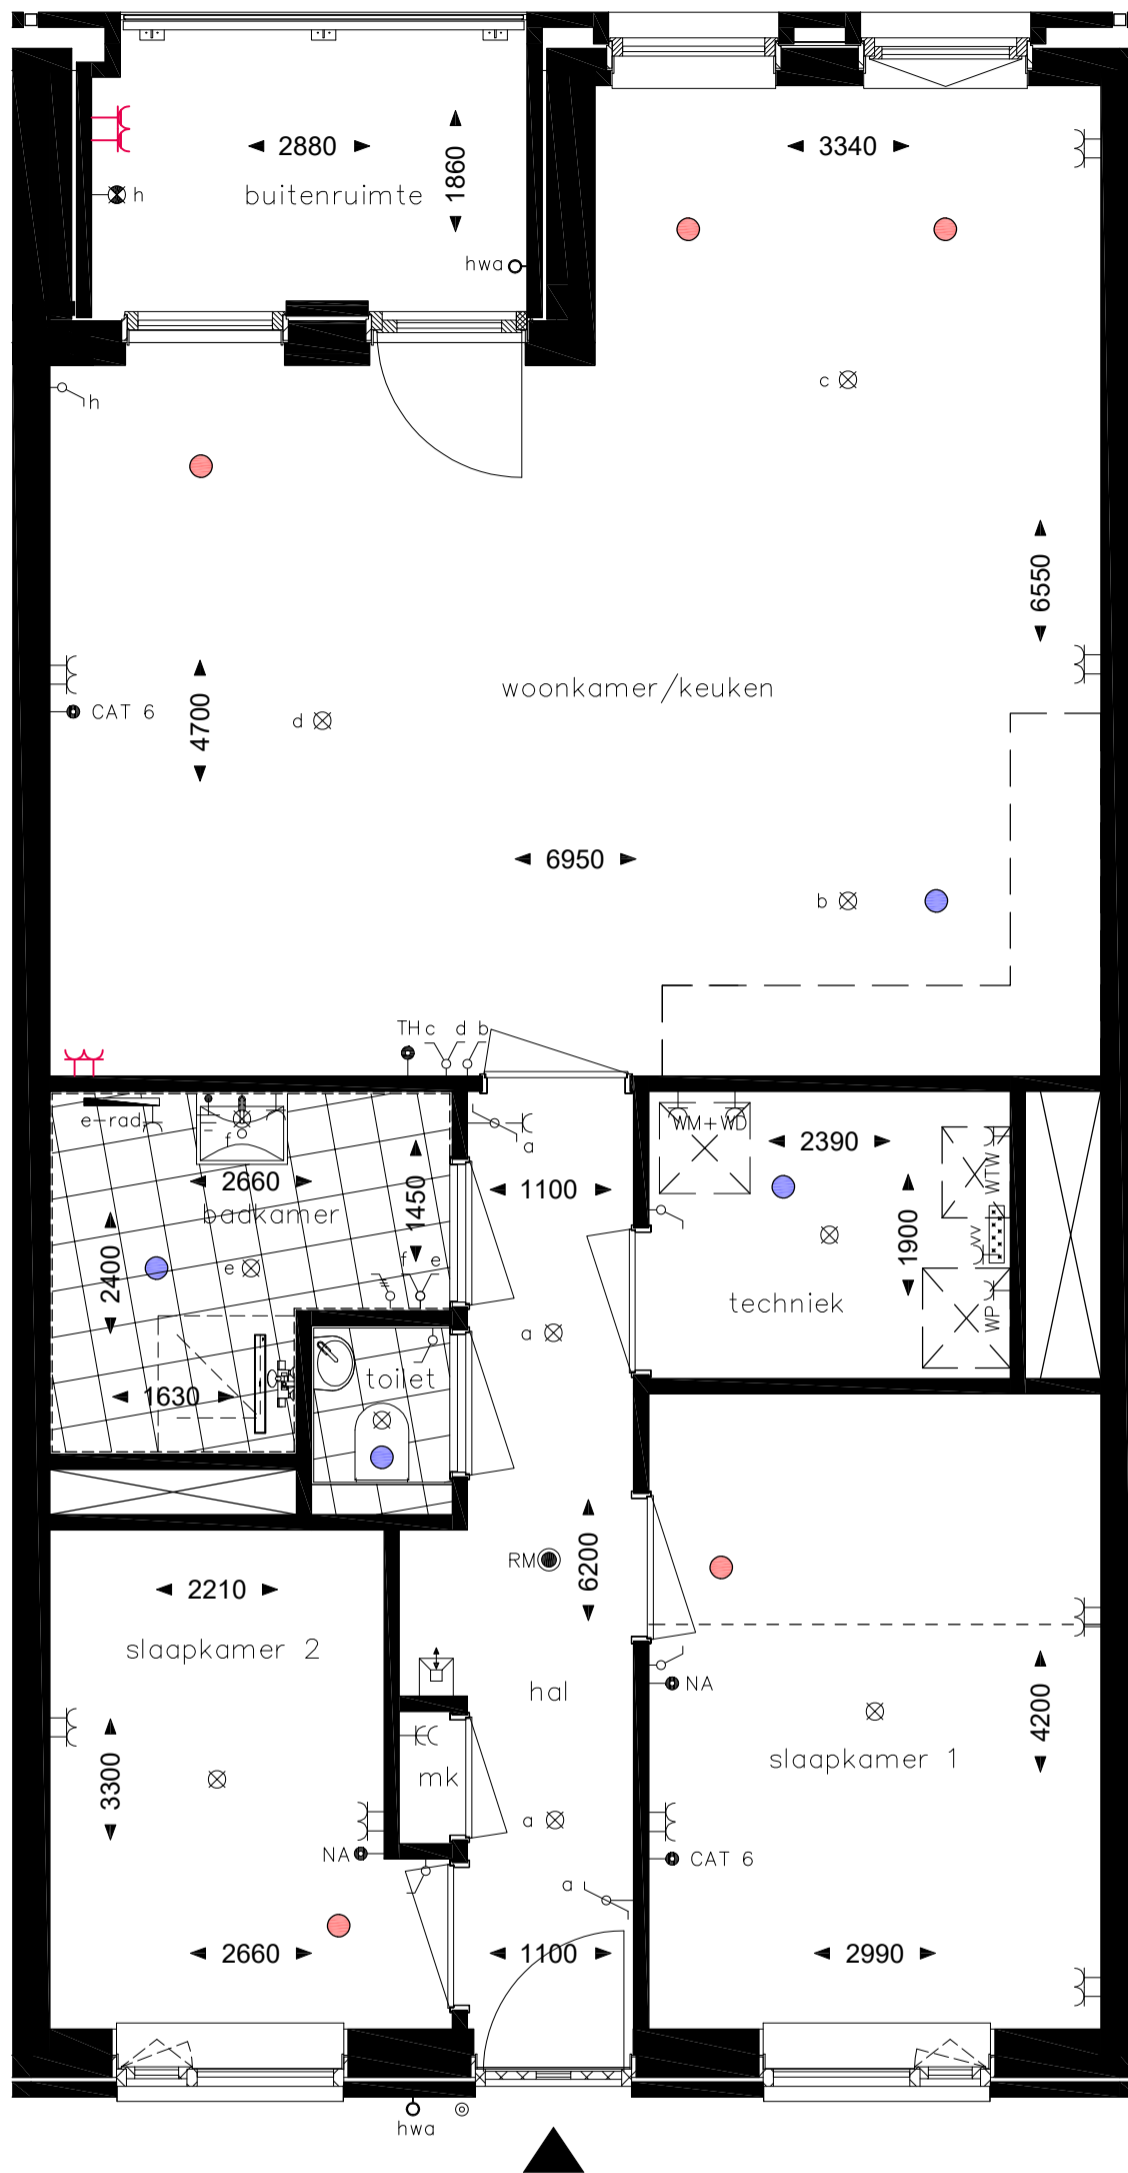 2880
1860
3340
buitenruimte
h
hwa
c
h
6550
woonkamer/keuken
4700
d
CAT 6
6950
b
TH c d b
e-rad
f
WM+WD
a
2390
WTW
2660
1450
1100
badkamer
1900
VV
2400
e
f e
techniek
WP
a
toilet
1630
RM
6200
2210
slaapkamer 2
NA
hal
4200
slaapkamer 1
3300
mk
a
NA
CAT 6
a
2660
1100
2990
hwa